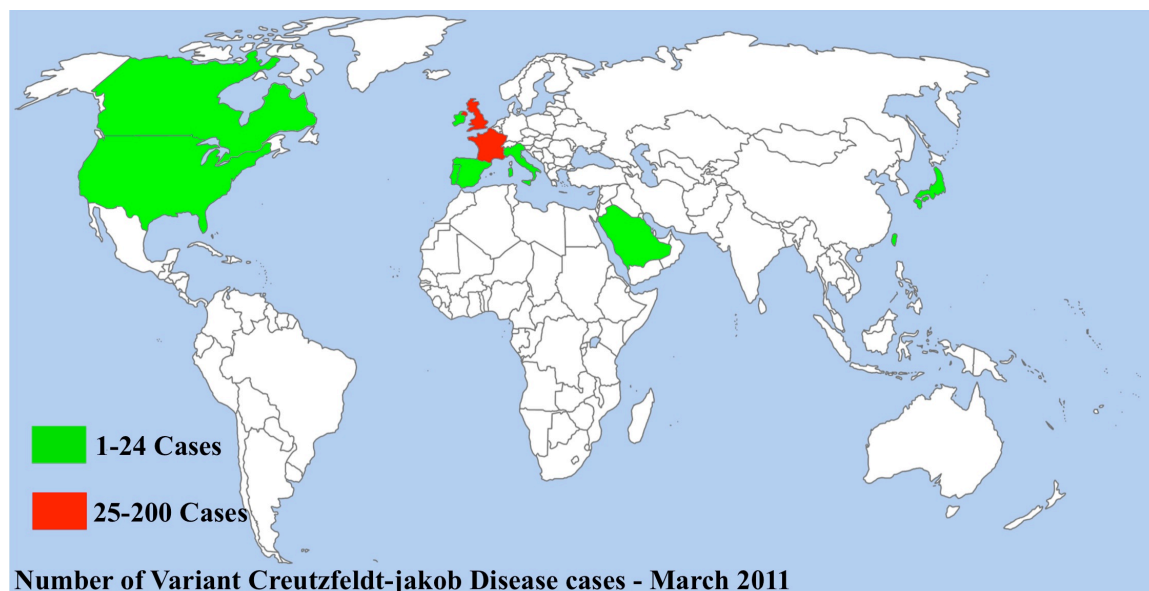 1-24 Cases
25-200 Cases
Number of Variant Creutzfeldt-jakob Disease cases - March 2011